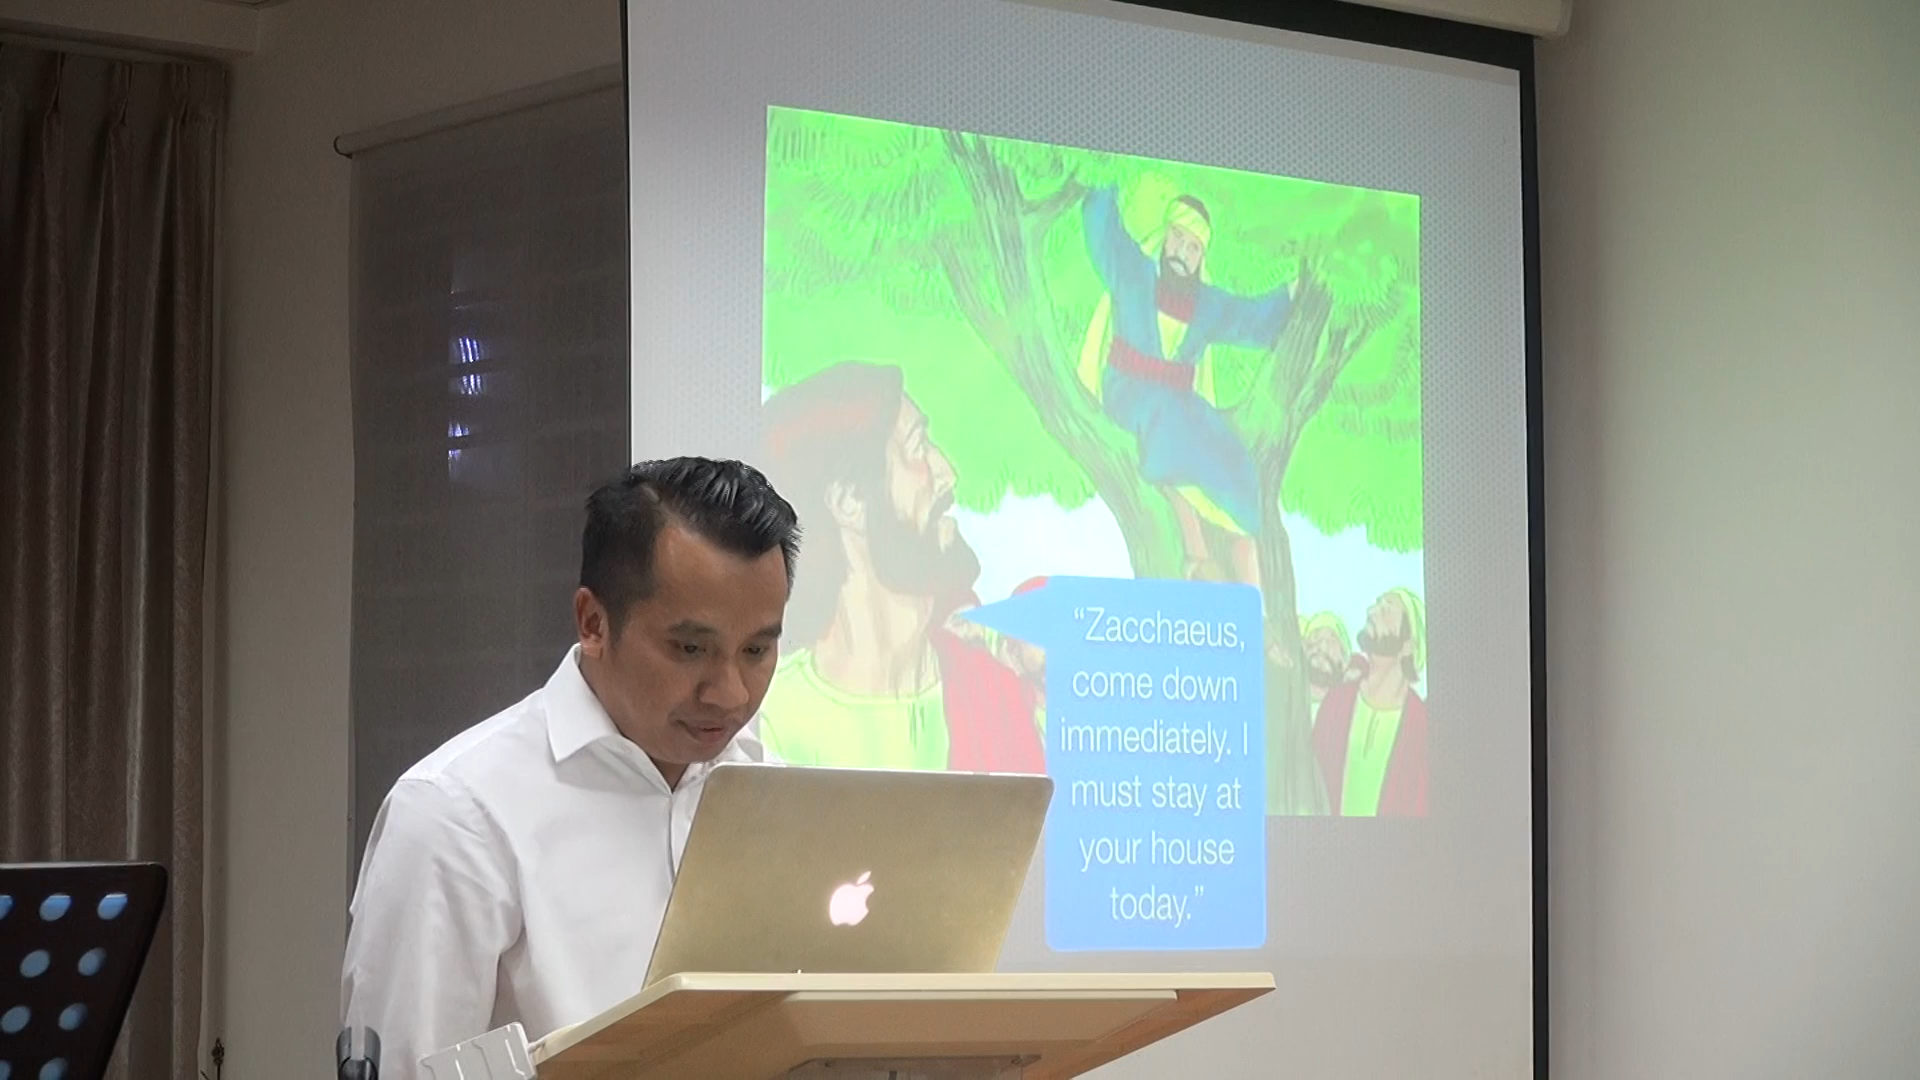 “Zacchaeus,
come down
immediately. I
must stay at
your house
today.”